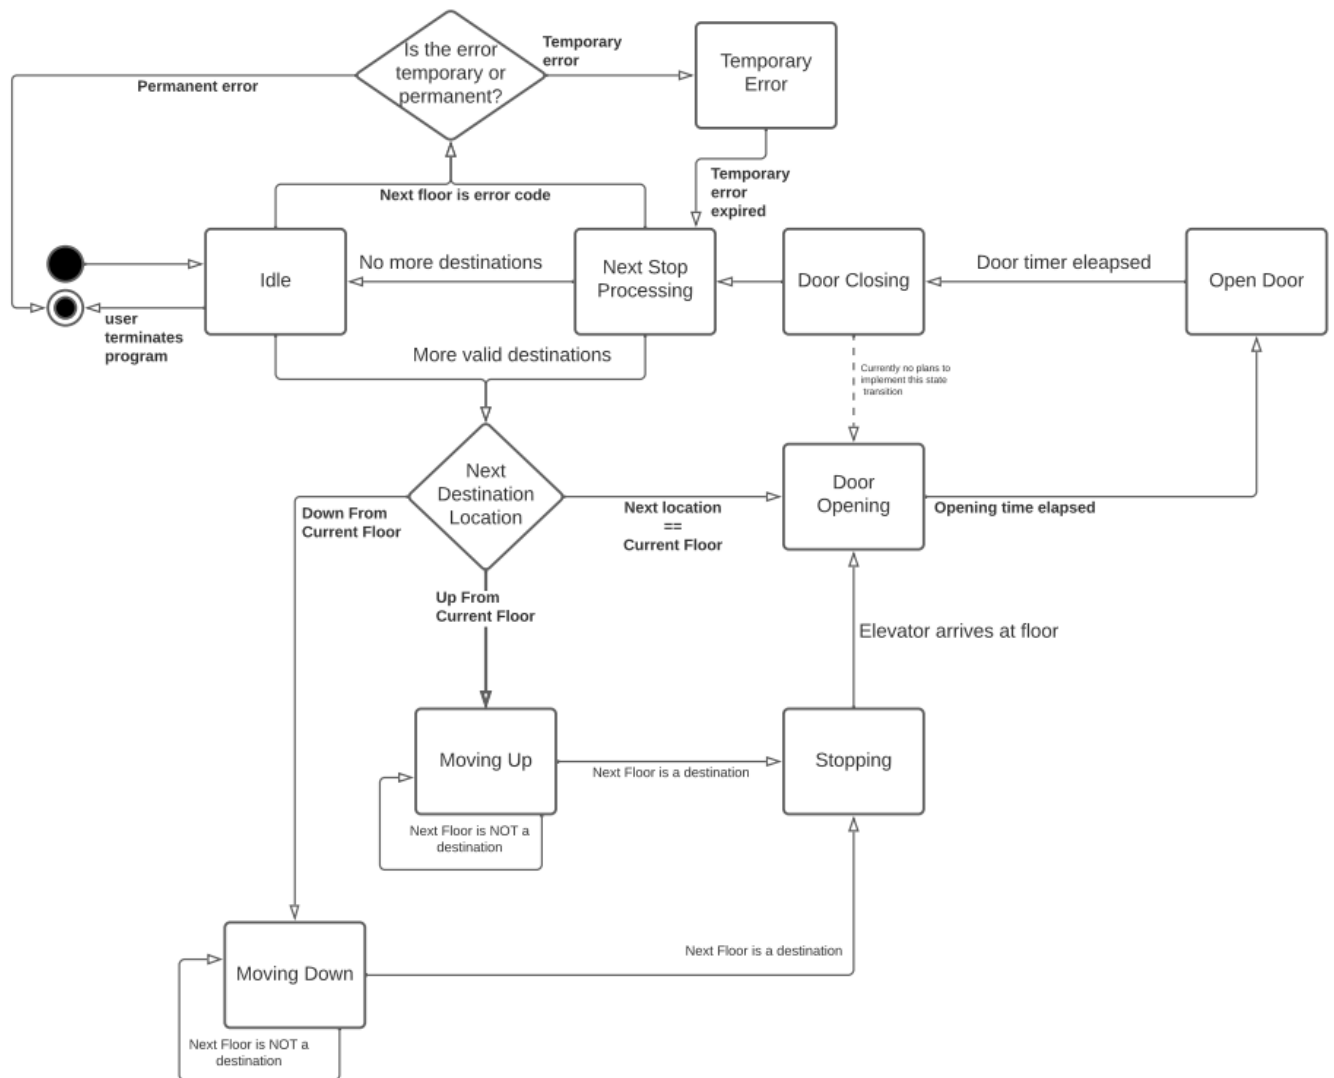 Is the error
temporary or
permanent?
Temporary
error
Temporary
Error
Permanent error
Temporary
error
expired
Next floor is error code
Idle
No more destinations
Next Stop
Processing
Door Closing
Door timer eleapsed
Open Door
user
terminates
program
More valid destinations
Currently no plans to
implement this state
transition
Next
Destination
Location
Down From
Current Floor
Next location
==
Current Floor
Door
Opening
Opening time elapsed
Up From
Current Floor
Elevator arrives at floor
Moving Up
Next Floor is a destination
Stopping
Next Floor is NOT a
destination
Next Floor is a destination
Moving Down
Next Floor is NOT a
destination